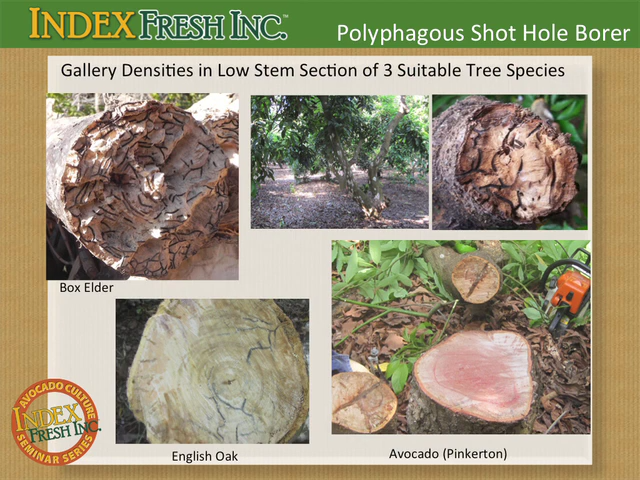 INDEX FRESH INC.™
Polyphagous Shot Hole Borer
Gallery Densities in Low Stem Section of 3 Suitable Tree Species
Box Elder
English Oak
Avocado (Pinkerton)
AVOCADO CULTURE
INDEX
FRESH INC.
SEMINAR SERIES